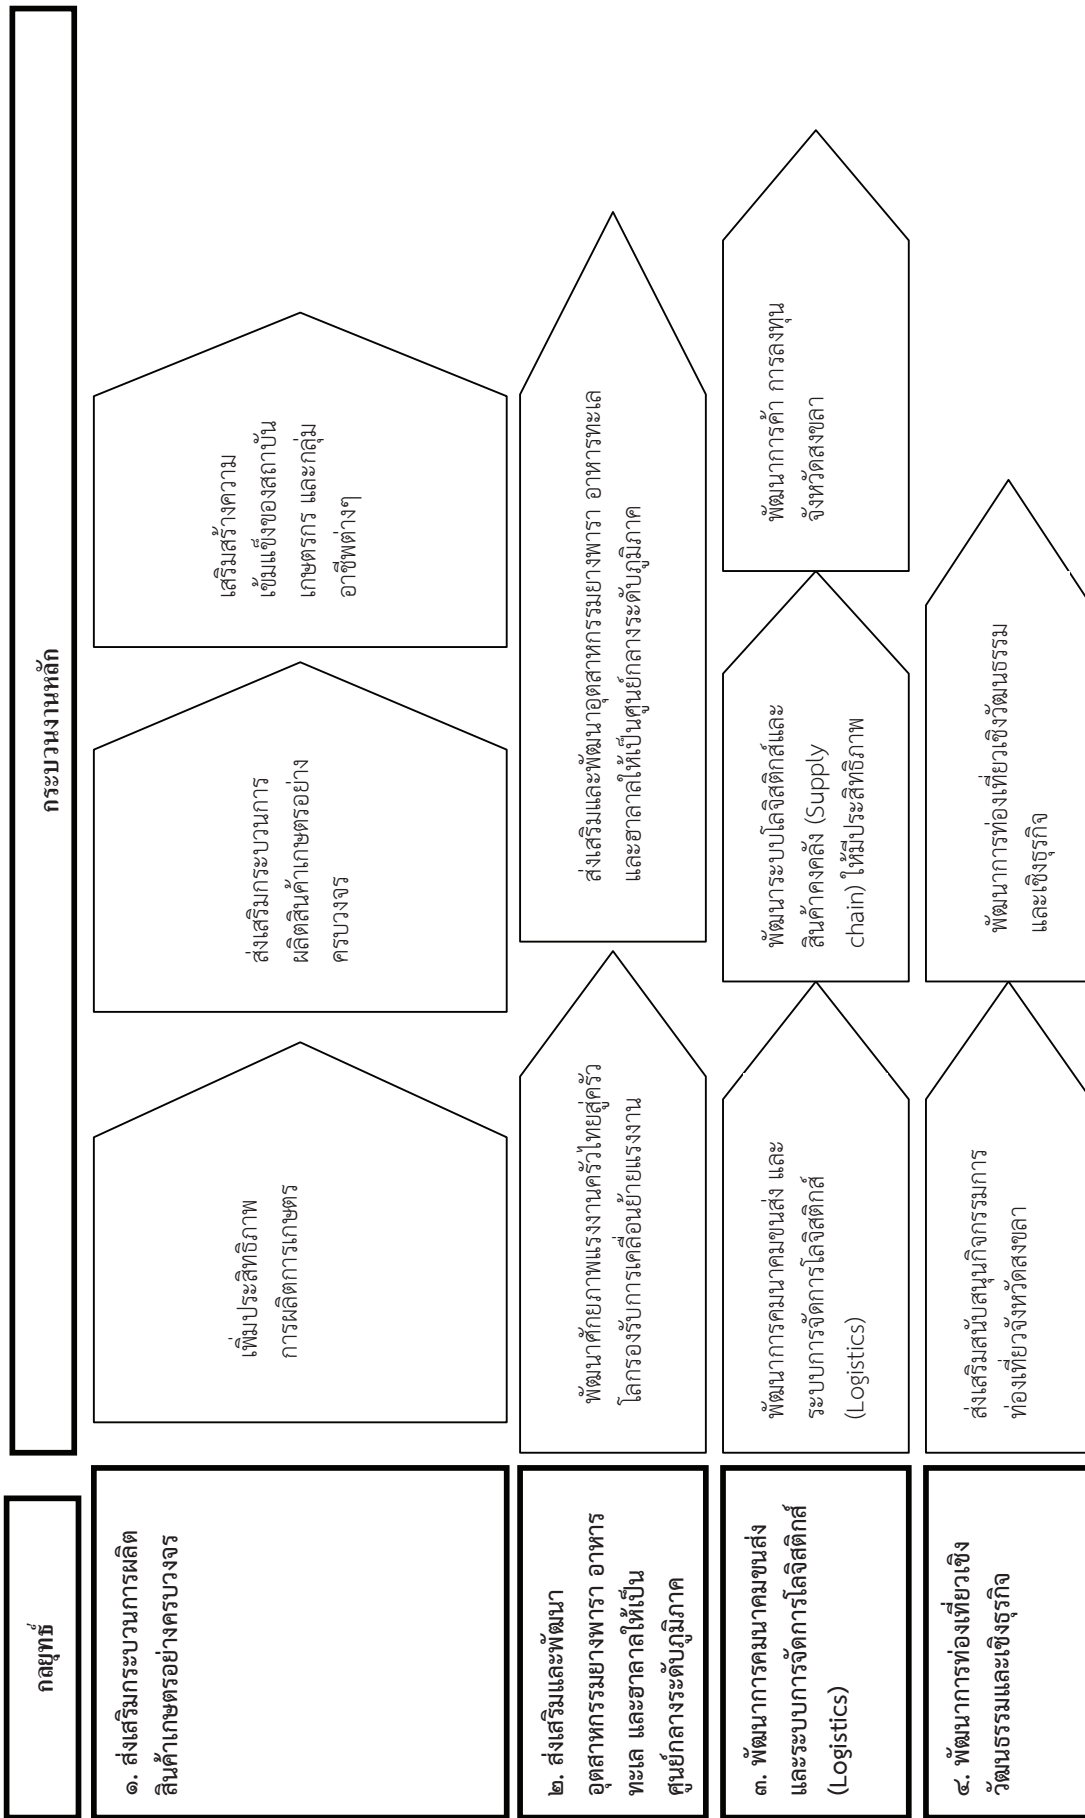 กลยุทธ์
กระบวนงานหลัก
๑. ส่งเสริมกระบวนการผลิต
สินค้าเกษตรอย่างครบวงจร
เพิ่มประสิทธิภาพ
การผลิตการเกษตร
ส่งเสริมกระบวนการ
ผลิตสินค้าเกษตรอย่าง
ครบวงจร
เสริมสร้างความ
เข้มแข็งของสถาบัน
เกษตรกร และกลุ่ม
อาชีพต่างๆ
๒. ส่งเสริมและพัฒนา
อุตสาหกรรมยางพารา อาหาร
ทะเล และฮาลาลให้เป็น
ศูนย์กลางระดับภูมิภาค
พัฒนาศักยภาพแรงงานครัวไทยสู่ครัว
โลกรองรับการเคลื่อนย้ายแรงงาน
ส่งเสริมและพัฒนาอุตสาหกรรมยางพารา อาหารทะเล
และฮาลาลให้เป็นศูนย์กลางระดับภูมิภาค
๓. พัฒนาการคมนาคมขนส่ง
และระบบการจัดการโลจิสติกส์
(Logistics)
พัฒนาการคมนาคมขนส่ง และ
ระบบการจัดการโลจิสติกส์
(Logistics)
พัฒนาระบบโลจิสติกส์และ
สินค้าคงคลัง (Supply
chain) ให้มีประสิทธิภาพ
พัฒนาการค้า การลงทุน
จังหวัดสงขลา
๔. พัฒนาการท่องเที่ยวเชิง
วัฒนธรรมและเชิงธุรกิจ
ส่งเสริมสนับสนุนกิจกรรมการ
ท่องเที่ยวจังหวัดสงขลา
พัฒนาการท่องเที่ยวเชิงวัฒนธรรม
และเชิงธุรกิจ